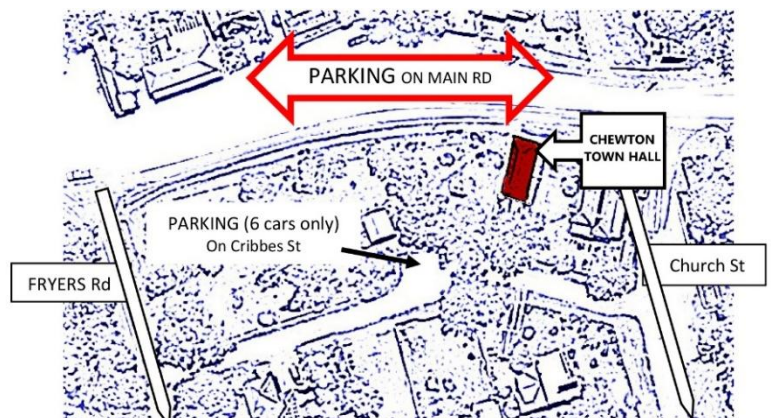 PARKING ON MAIN RD
CHEWTON
TOWN HALL
PARKING (6 cars only)
On Cribbes St
FRYERS Rd
Church St